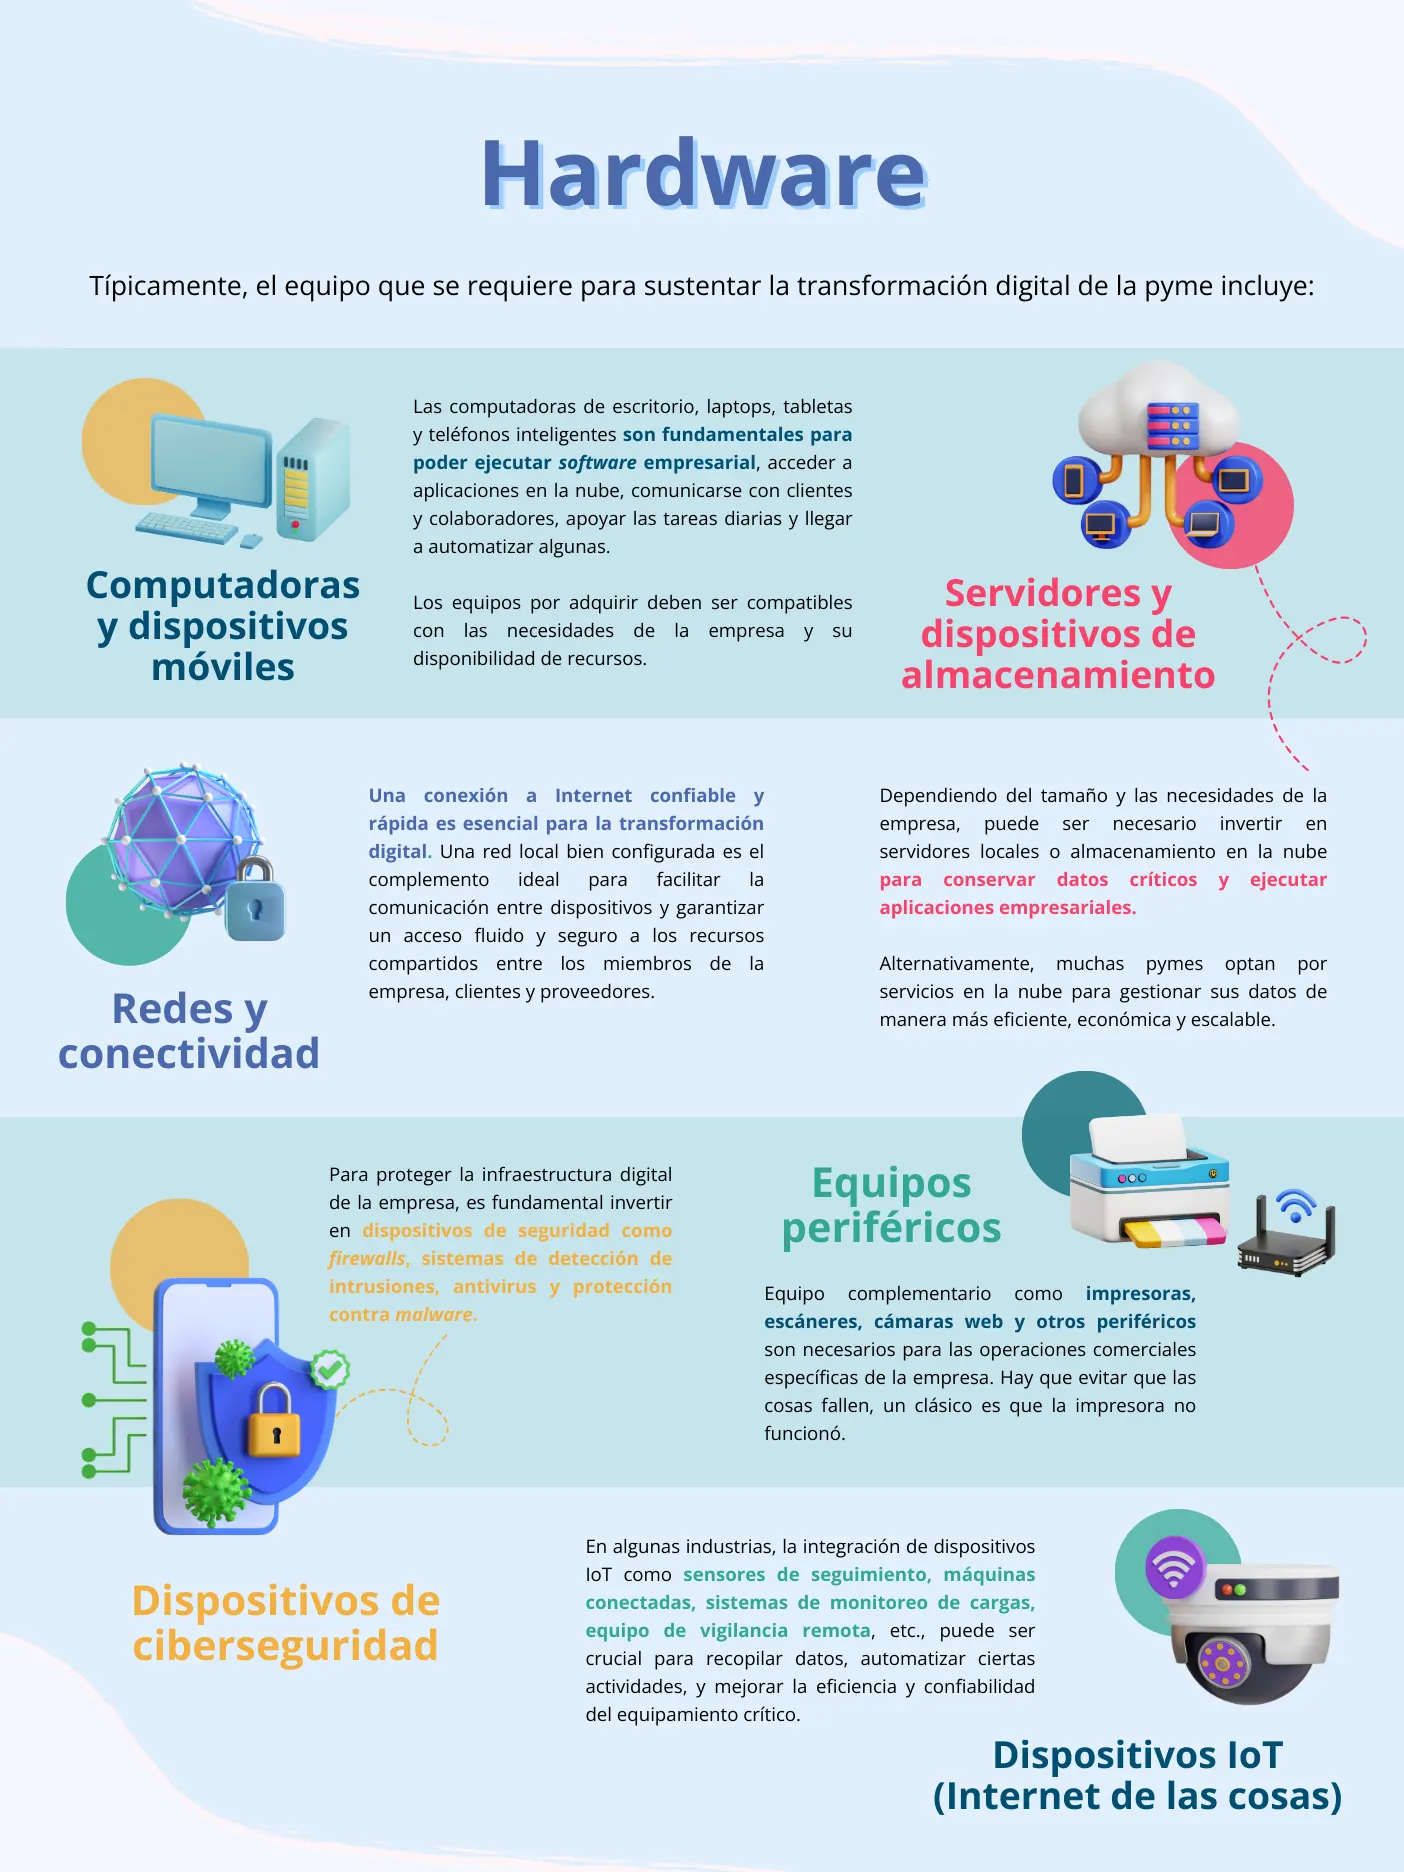 Hardware
Típicamente, el equipo que se requiere para sustentar la transformación digital de la pyme incluye:
Computadoras
y dispositivos
móviles
Las computadoras de escritorio, laptops, tabletas
y teléfonos inteligentes son fundamentales para
poder ejecutar software empresarial, acceder a
aplicaciones en la nube, comunicarse con clientes
y colaboradores, apoyar las tareas diarias y llegar
a automatizar algunas.
Los equipos por adquirir deben ser compatibles
con las necesidades de la empresa y su
disponibilidad de recursos.
Servidores y
dispositivos de
almacenamiento
Dependiendo del tamaño y las necesidades de la
empresa, puede ser necesario invertir en
servidores locales o almacenamiento en la nube
para conservar datos críticos y ejecutar
aplicaciones empresariales.
Alternativamente, muchas pymes optan por
servicios en la nube para gestionar sus datos de
manera más eficiente, económica y escalable.
Redes y
conectividad
Una conexión a Internet confiable y
rápida es esencial para la transformación
digital. Una red local bien configurada es el
complemento ideal para facilitar la
comunicación entre dispositivos y garantizar
un acceso fluido y seguro a los recursos
compartidos entre los miembros de la
empresa, clientes y proveedores.
Para proteger la infraestructura digital
de la empresa, es fundamental invertir
en dispositivos de seguridad como
firewalls, sistemas de detección de
intrusiones, antivirus y protección
contra malware.
Dispositivos de
ciberseguridad
Equipos
periféricos
Equipo complementario como impresoras,
escáneres, cámaras web y otros periféricos
son necesarios para las operaciones comerciales
específicas de la empresa. Hay que evitar que las
cosas fallen, un clásico es que la impresora no
funcionó.
En algunas industrias, la integración de dispositivos
IoT como sensores de seguimiento, máquinas
conectadas, sistemas de monitoreo de cargas,
equipo de vigilancia remota, etc., puede ser
crucial para recopilar datos, automatizar ciertas
actividades, y mejorar la eficiencia y confiabilidad
del equipamiento crítico.
Dispositivos IoT
(Internet de las cosas)